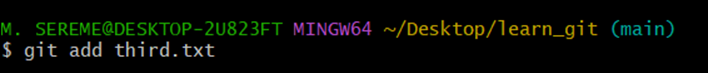 M. SEREME@DESKTOP-2U823FT MINGW64 ~/Desktop/learn_git (main)
$ git add third.txt